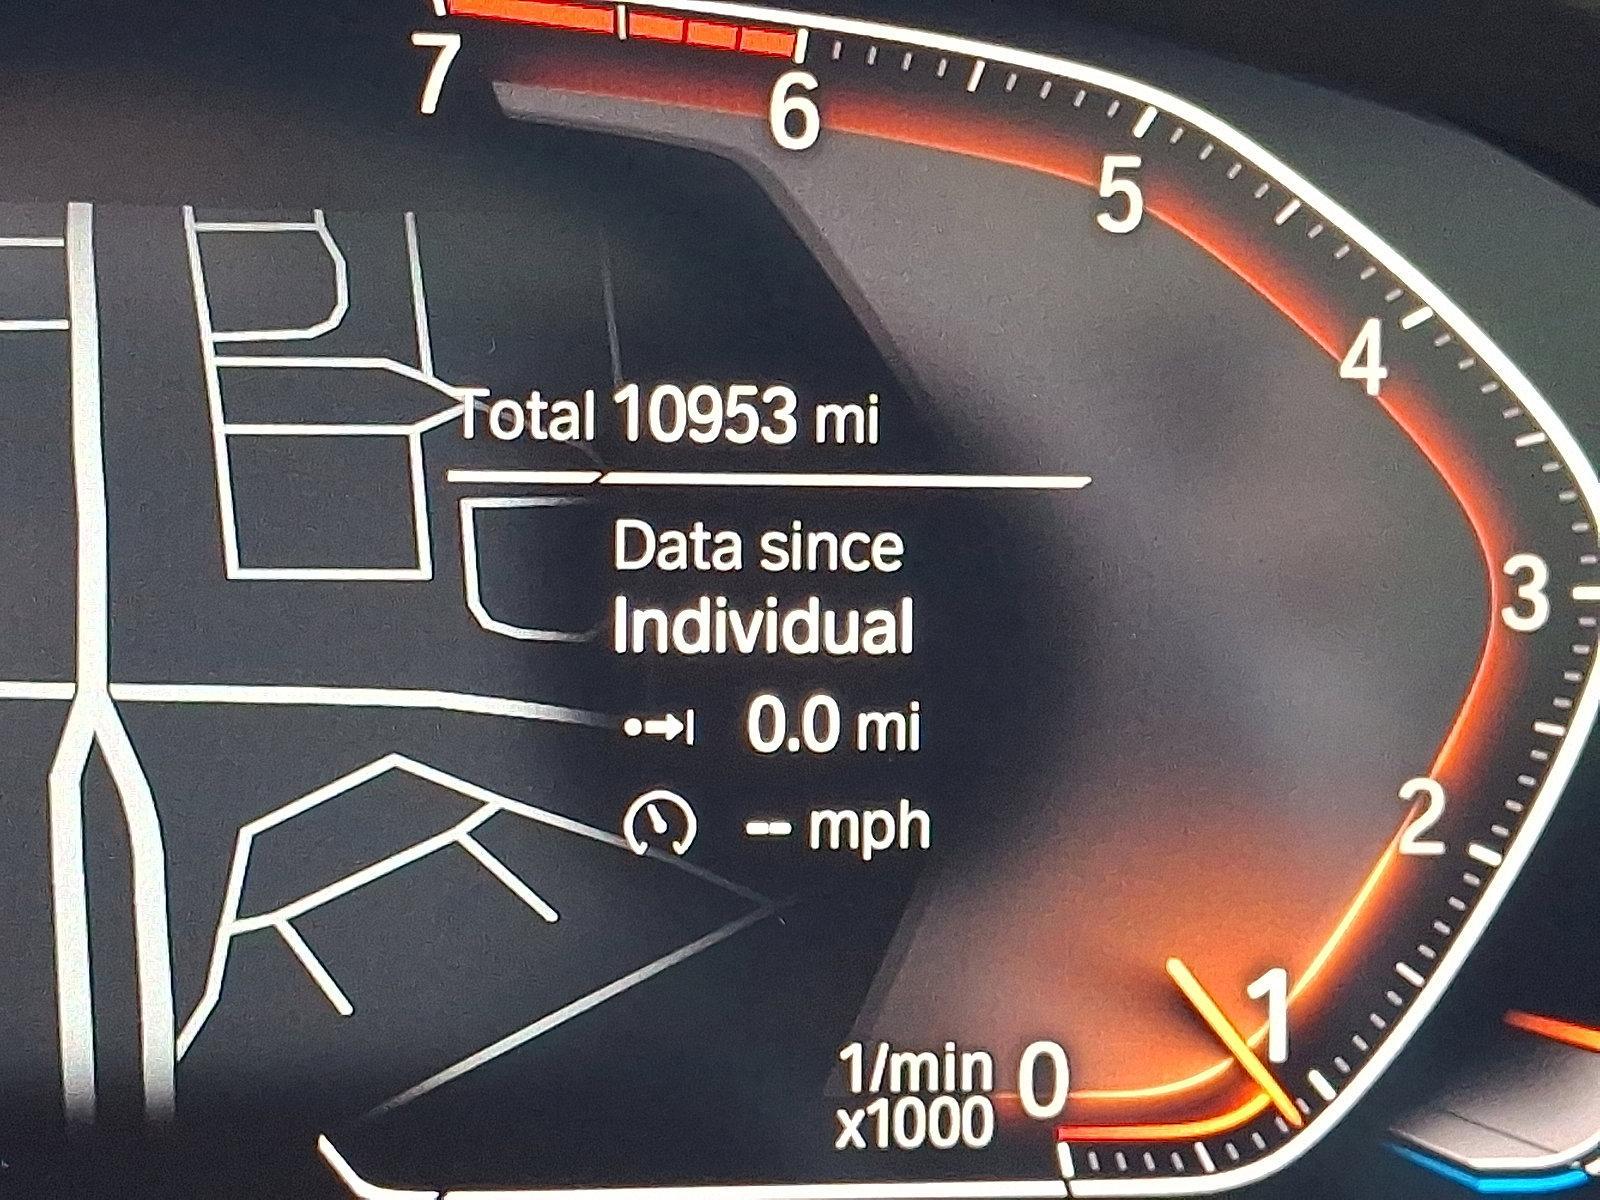 7
6
5
4
Total 10953 mi
Data since
Individual
3
0.0 mi
-- mph
2
1
1/min 0
x1000